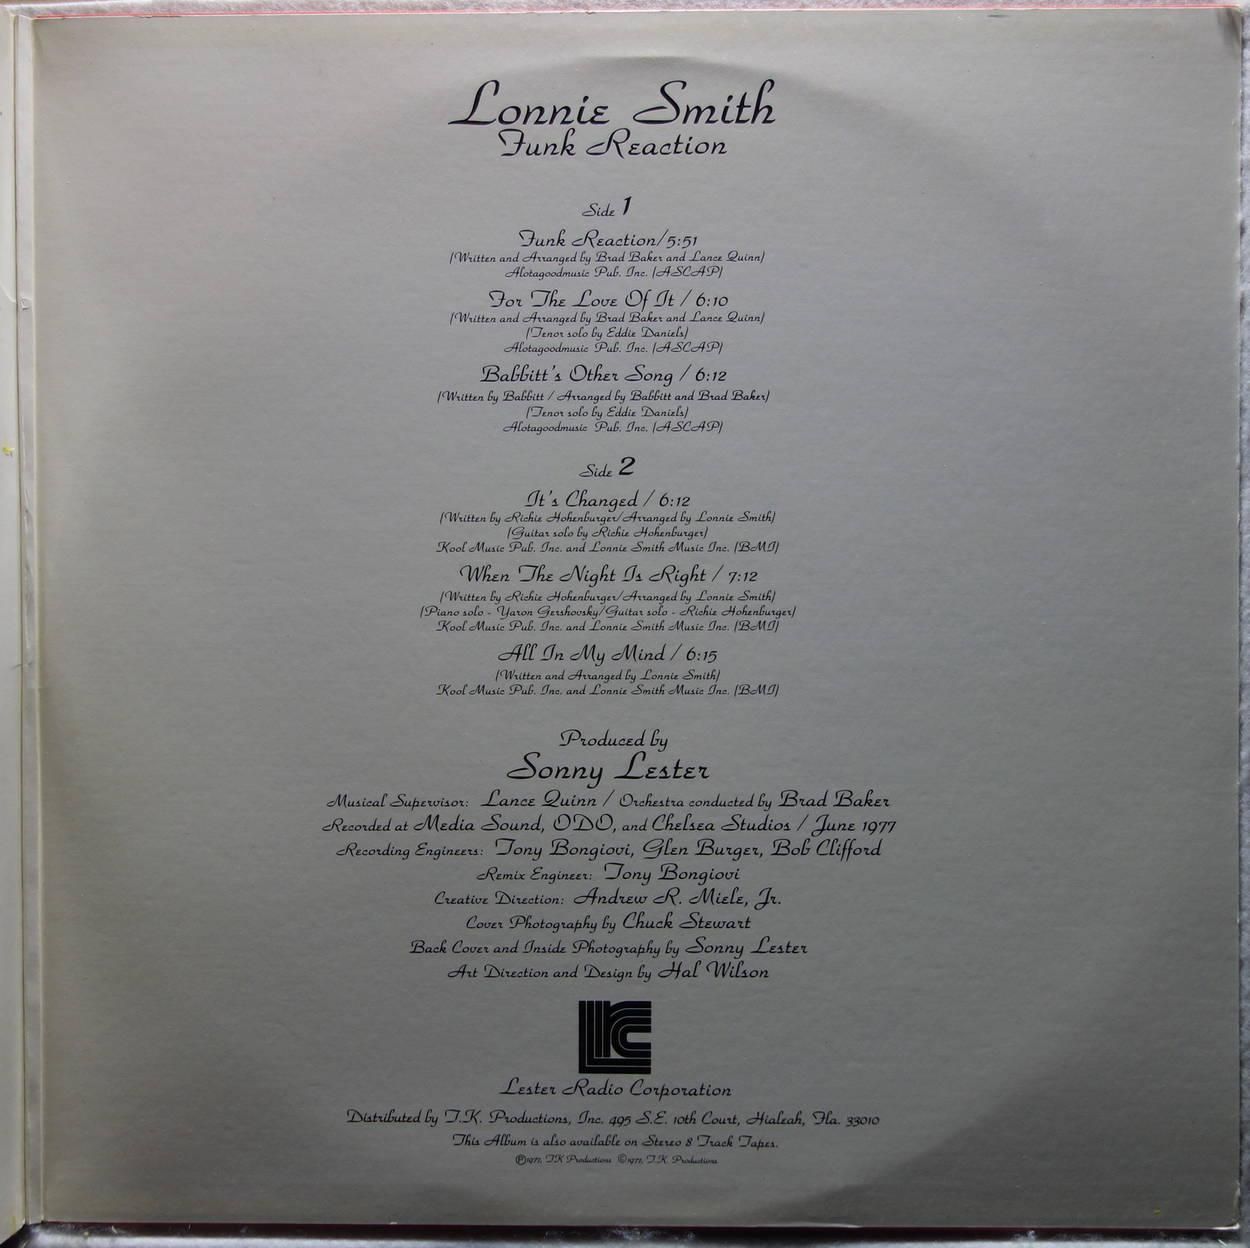 Lonnie Smith
Funk Reaction
Side 1
Funk Reaction/5:51
(Written and Arranged by Brad Baker and Lance Quinn)
Alotagoodmusic Pub. Inc. (ASCAP)
For The Love Of It / 6:10
(Written and Arranged by Brad Baker and Lance Quinn)
(Tenor solo by Eddie Daniels)
Alotagoodmusic Pub. Inc. (ASCAP)
Babbitt's Other Song / 6:12
(Written by Babbitt / Arranged by Babbitt and Brad Baker)
(Tenor solo by Eddie Daniels)
Alotagoodmusic Pub. Inc. (ASCAP)
Side 2
It's Changed / 6:12
(Written by Richie Hohenburger/Arranged by Lonnie Smith)
(Guitar solo by Richie Hohenburger)
Kool Music Pub. Inc. and Lonnie Smith Music Inc. (BMI)
When The Night Is Right / 7:12
(Written by Richie Hohenburger/Arranged by Lonnie Smith)
(Piano solo - Yaron Gershovsky/Guitar solo - Richie Hohenburger)
Kool Music Pub. Inc. and Lonnie Smith Music Inc. (BMI)
All In My Mind / 6:15
(Written and Arranged by Lonnie Smith)
Kool Music Pub. Inc. and Lonnie Smith Music Inc. (BMI)
Produced by
Sonny Lester
Musical Supervisor: Lance Quinn / Orchestra conducted by Brad Baker
Recorded at Media Sound, ODO, and Chelsea Studios / June 1977
Recording Engineers: Tony Bongiovi, Glen Burger, Bob Clifford
Remix Engineer: Tony Bongiovi
Creative Direction: Andrew R. Miele, Jr.
Cover Photography by Chuck Stewart
Back Cover and Inside Photography by Sonny Lester
Art Direction and Design by Hal Wilson
LRC
Lester Radio Corporation
Distributed by T.K. Productions, Inc. 495 S.E. 10th Court, Hialeah, Fla. 33010
This Album is also available on Stereo 8 Track Tapes.
℗1977, T.K Productions ©1977, T.K. Productions